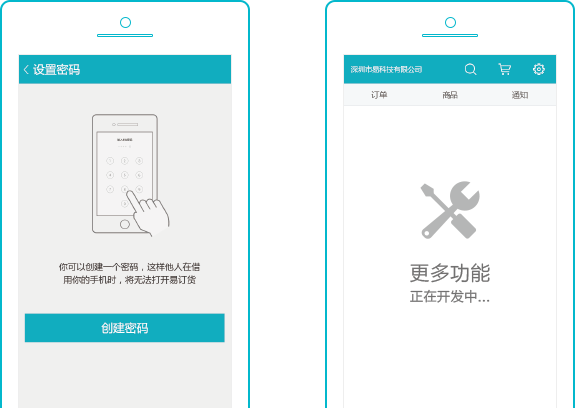 设置密码
你可以创建一个密码，这样他人在借
用你的手机时，将无法打开易订货
创建密码
深圳市易科技有限公司
订单 商品 通知
更多功能
正在开发中...